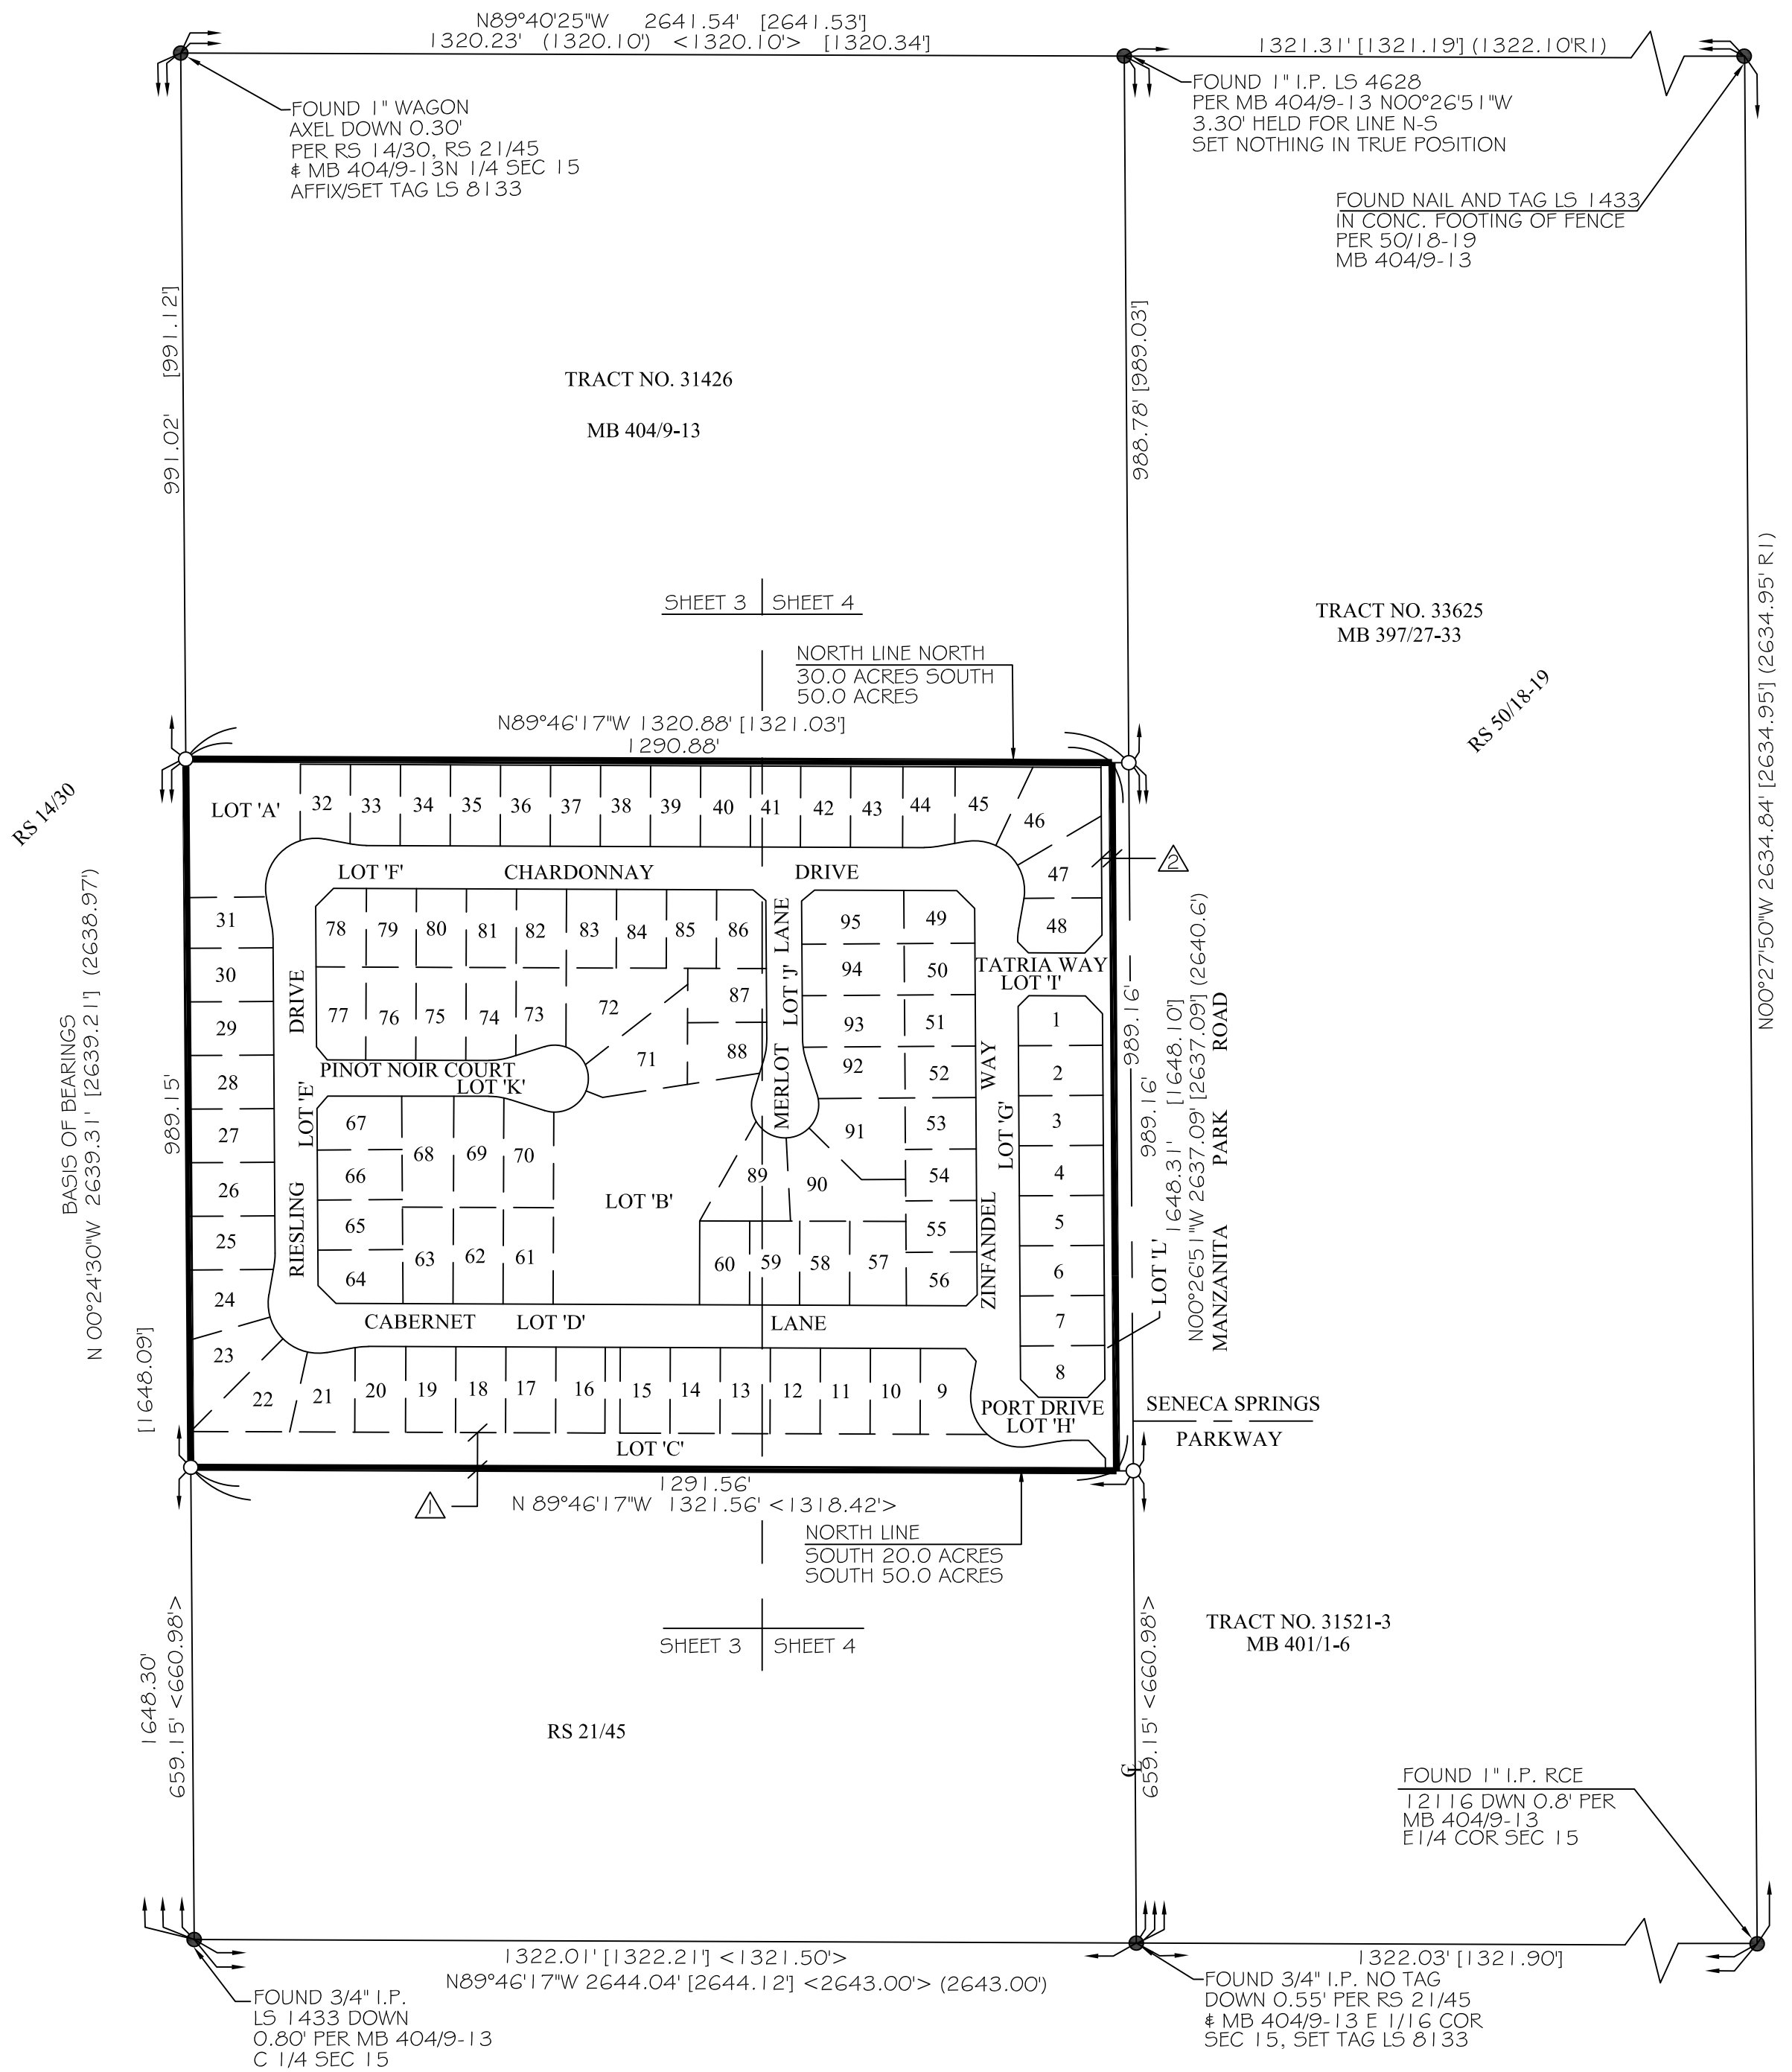 N89°40'25"W 2641.54' [2641.53]
1320.23' (1320.10') <1320.10'> [1320.34']
1321.31' [1321.19'] (1322.10'R1)
FOUND 1" WAGON
AXEL DOWN 0.30'
PER RS 14/30, RS 21/45
& MB 404/9-13N 1/4 SEC 15
AFFIX/SET TAG LS 8133
FOUND 1" I.P. LS 4628
PER MB 404/9-13 N00°26'51"W
3.30' HELD FOR LINE N-S
SET NOTHING IN TRUE POSITION
FOUND NAIL AND TAG LS 1433
IN CONC. FOOTING OF FENCE
PER 50/18-19
MB 404/9-13
991.02' [991.12']
988.78' [989.03']
TRACT NO. 31426
MB 404/9-13
SHEET 3 SHEET 4
TRACT NO. 33625
MB 397/27-33
RS 50/18-19
N00°27'50"W 2634.84' [2634.95'] (2634.95' R1)
NORTH LINE NORTH
30.0 ACRES SOUTH
50.0 ACRES
N89°46'17"W 1320.88' [1321.03']
1290.88'
RS 14/30
LOT 'A' 32 33 34 35 36 37 38 39 40 41 42 43 44 45 46
47
48
2
LOT 'F' CHARDONNAY DRIVE
31
30
29
28
27
26
25
24
23
22
78 79 80 81 82 83 84 85 86
77 76 75 74 73 72 71
87
88
95 49
94 50
93 51
92 52
91 53
54
89 90
55
56
TATRIA WAY
LOT 'I'
1
2
3
4
5
6
7
8
PINOT NOIR COURT
LOT 'K'
RIESLING LOT 'E' DRIVE
MERLOT LOT 'J' LANE
ZINFANDEL LOT 'G' WAY
67
66
65
64
68 69 70
63 62 61
LOT 'B'
60 59 58 57
CABERNET LOT 'D' LANE
21 20 19 18 17 16 15 14 13 12 11 10 9
LOT 'C'
PORT DRIVE
LOT 'H'
LOT 'L'
BASIS OF BEARINGS
N 00°24'30"W 2639.31' [2639.21'] (2638.97')
989.15'
[1648.09']
989.16'
989.16'
1648.31' [1648.10']
N00°26'51"W 2637.09' [2637.09'] (2640.6')
MANZANITA PARK ROAD
SENECA SPRINGS
PARKWAY
1291.56'
N 89°46'17"W 1321.56' <1318.42'>
1
NORTH LINE
SOUTH 20.0 ACRES
SOUTH 50.0 ACRES
SHEET 3 SHEET 4
TRACT NO. 31521-3
MB 401/1-6
RS 21/45
1648.30'
659.15' <660.98'>
659.15' <660.98'>
FOUND 1" I.P. RCE
12116 DWN 0.8' PER
MB 404/9-13
E1/4 COR SEC 15
1322.01' [1322.21'] <1321.50'>
N89°46'17"W 2644.04' [2644.12'] <2643.00'> (2643.00')
1322.03' [1321.90']
FOUND 3/4" I.P.
LS 1433 DOWN
0.80' PER MB 404/9-13
C 1/4 SEC 15
FOUND 3/4" I.P. NO TAG
DOWN 0.55' PER RS 21/45
& MB 404/9-13 E 1/16 COR
SEC 15, SET TAG LS 8133